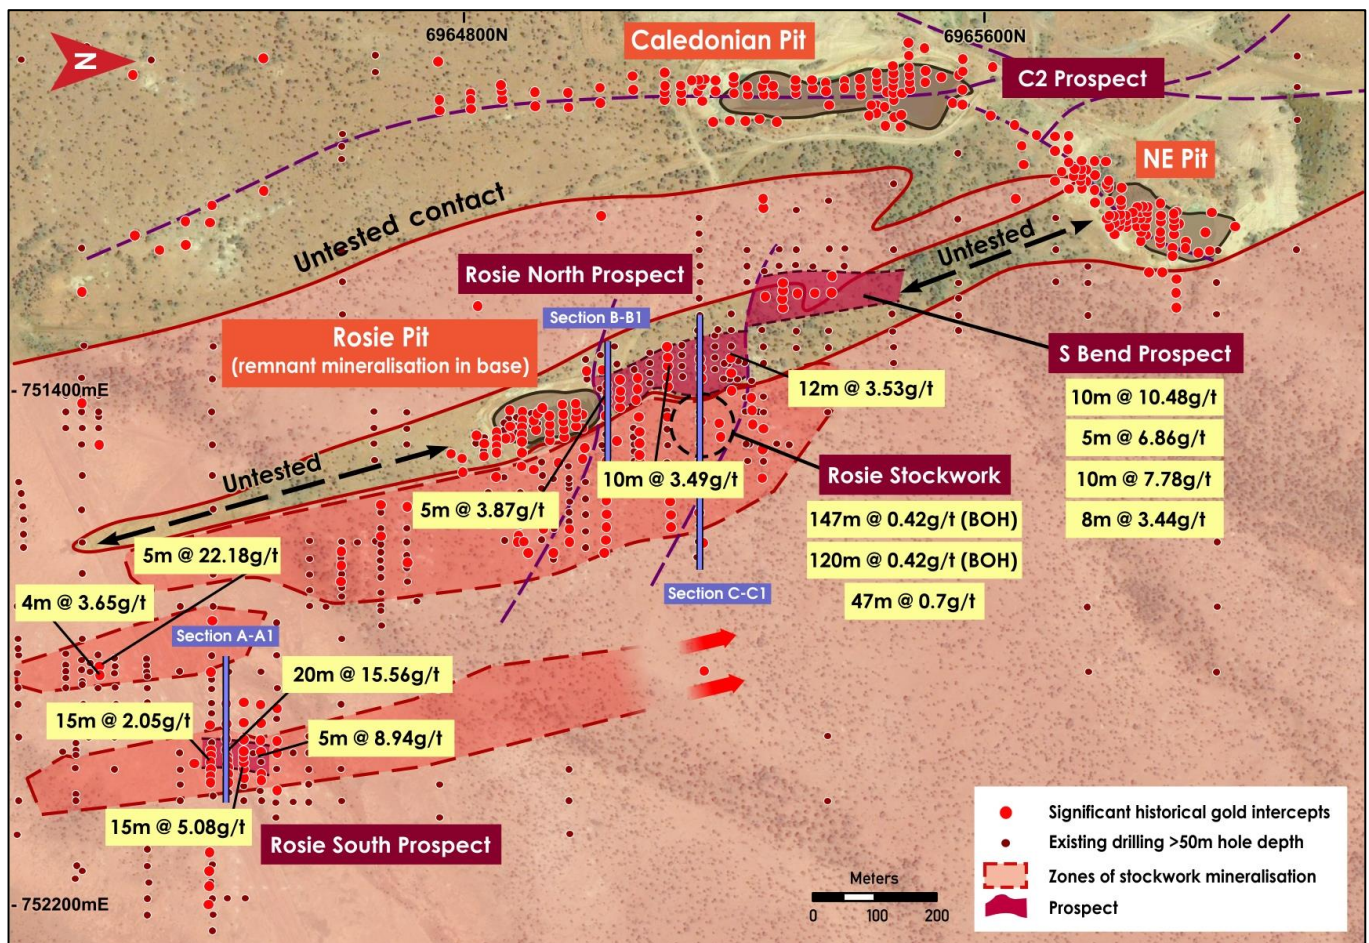 6964800N
6965600N
N
Caledonian Pit
C2 Prospect
NE Pit
Untested contact
Untested
Rosie North Prospect
Section B-B1
Rosie Pit
(remnant mineralisation in base)
S Bend Prospect
- 751400mE
12m @ 3.53g/t
10m @ 10.48g/t
5m @ 6.86g/t
10m @ 7.78g/t
8m @ 3.44g/t
Untested
10m @ 3.49g/t
5m @ 3.87g/t
Rosie Stockwork
147m @ 0.42g/t (BOH)
120m @ 0.42g/t (BOH)
47m @ 0.7g/t
5m @ 22.18g/t
4m @ 3.65g/t
Section C-C1
Section A-A1
20m @ 15.56g/t
15m @ 2.05g/t
5m @ 8.94g/t
15m @ 5.08g/t
Rosie South Prospect
- 752200mE
Meters
0 100 200
Significant historical gold intercepts
Existing drilling >50m hole depth
Zones of stockwork mineralisation
Prospect